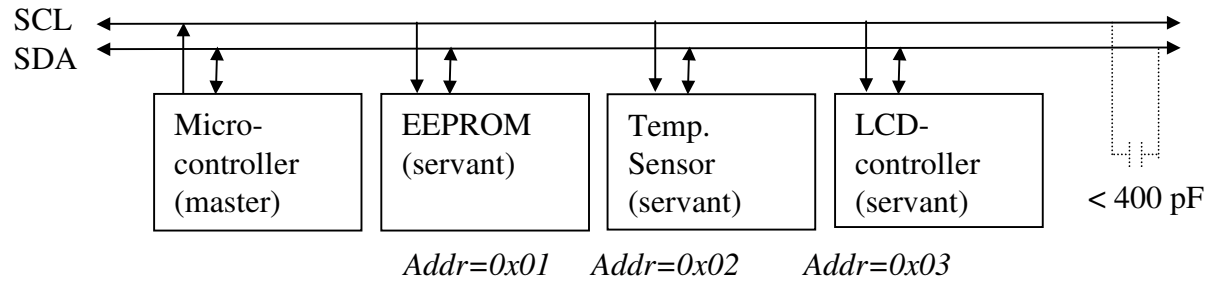 SCL
SDA
Micro-
controller
(master)
EEPROM
(servant)
Temp.
Sensor
(servant)
LCD-
controller
(servant)
< 400 pF
Addr=0x01
Addr=0x02
Addr=0x03